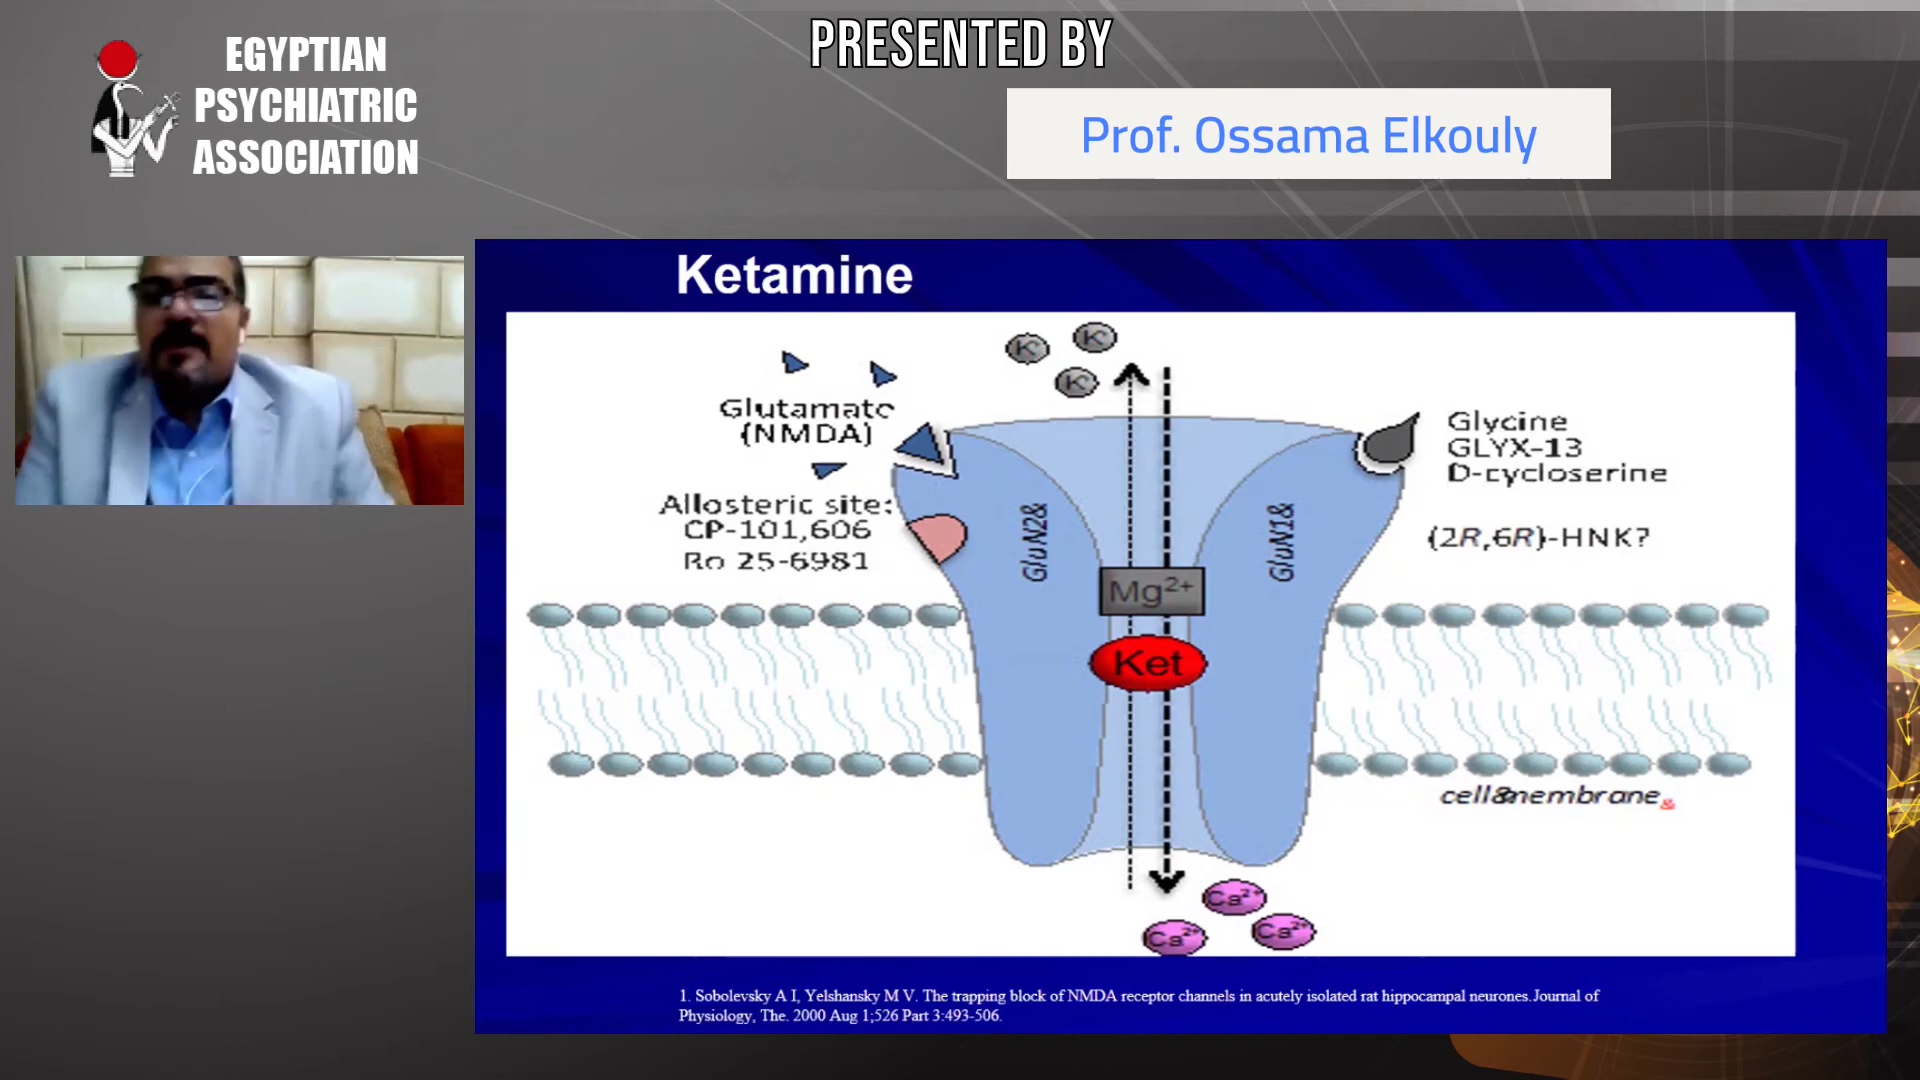 EGYPTIAN
PSYCHIATRIC
ASSOCIATION
PRESENTED BY
Prof. Ossama Elkouly
Ketamine
K⁺
K⁺
K⁺
Glutamate
(NMDA)
Allosteric site:
CP-101,606
Ro 25-6981
GluN2&
GluN1&
Glycine
GLYX-13
D-cycloserine
(2R,6R)-HNK?
Mg²⁺
Ket
cell&membrane&
Ca²⁺
Ca²⁺
Ca²⁺
1. Sobolevsky A I, Yelshansky M V. The trapping block of NMDA receptor channels in acutely isolated rat hippocampal neurones.Journal of
Physiology, The. 2000 Aug 1;526 Part 3:493-506.